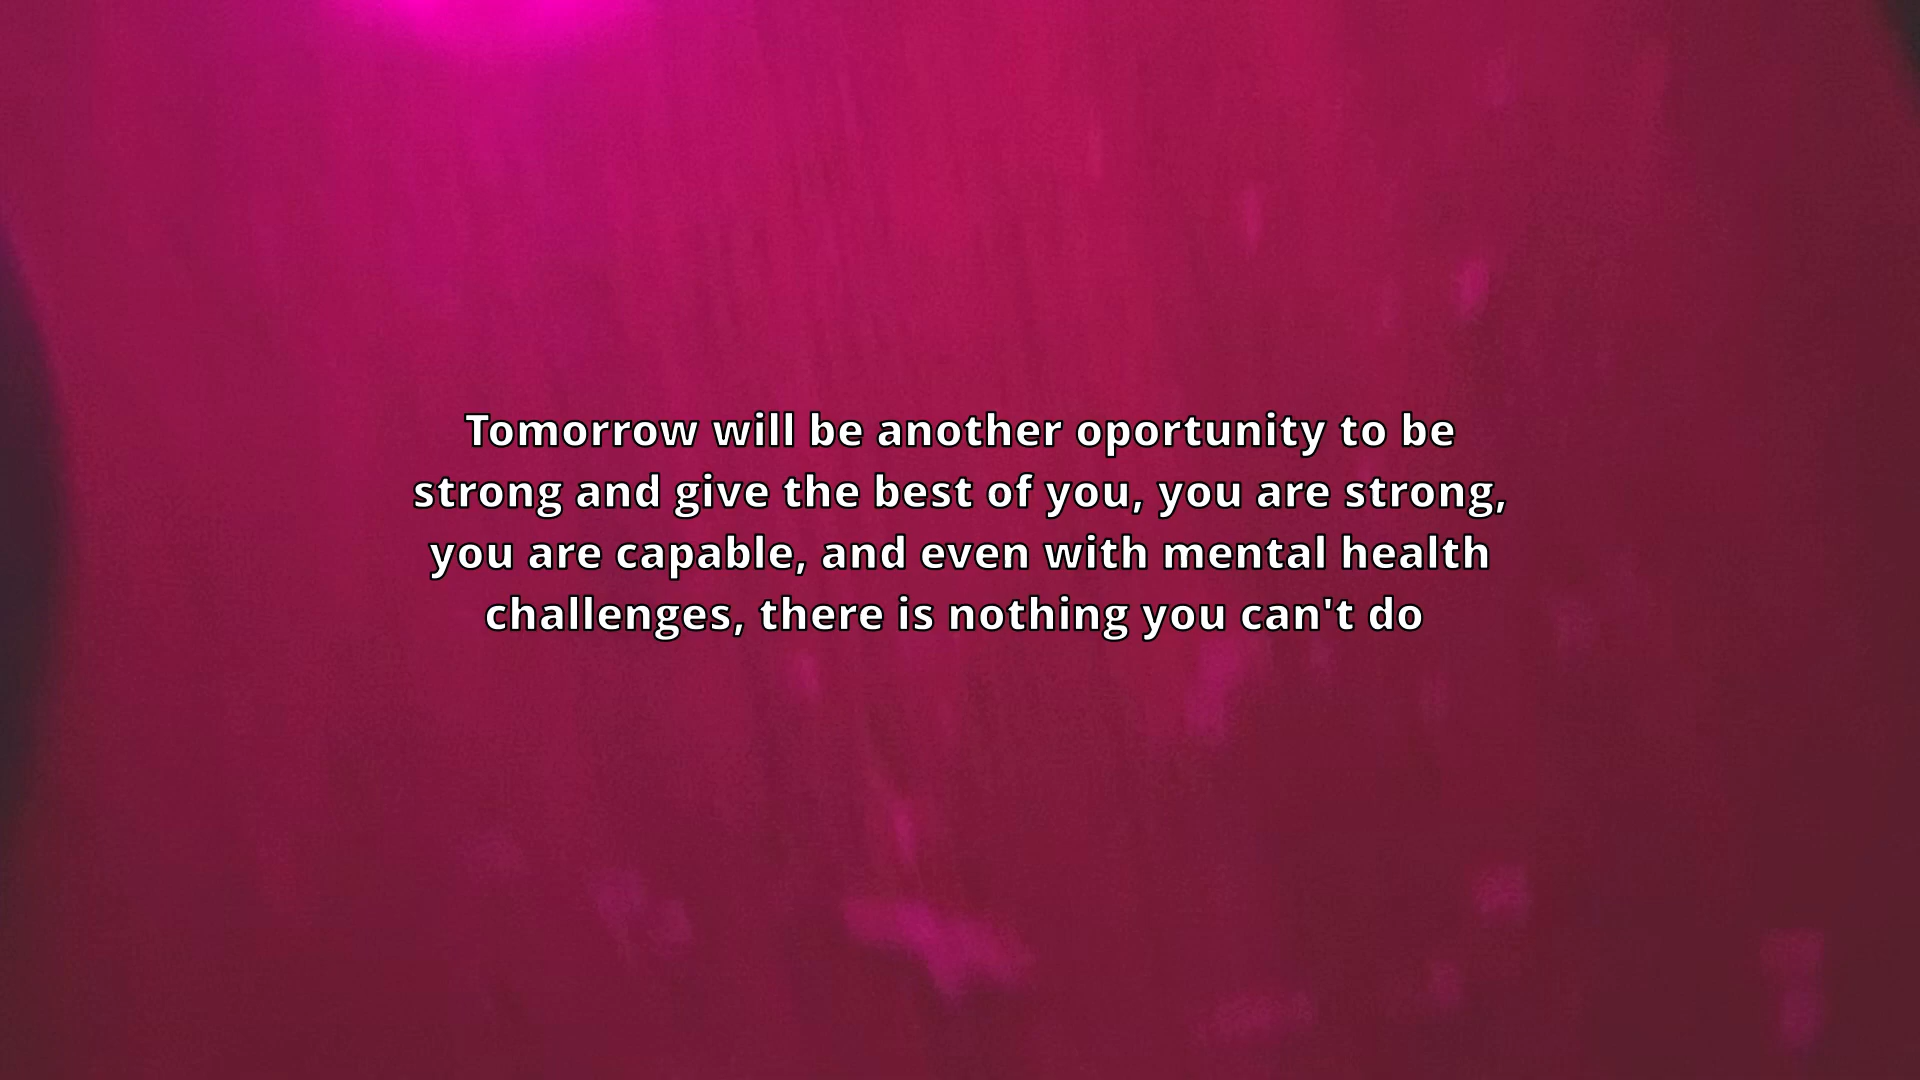 Tomorrow will be another oportunity to be
strong and give the best of you, you are strong,
you are capable, and even with mental health
challenges, there is nothing you can't do